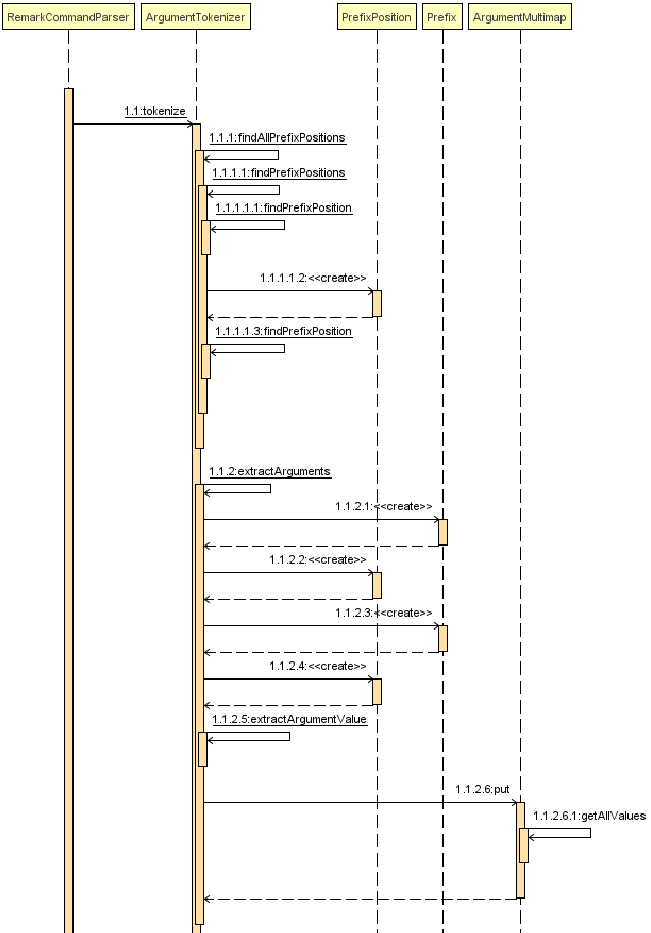 RemarkCommandParser
ArgumentTokenizer
PrefixPosition
Prefix
ArgumentMultimap
1.1:tokenize
1.1.1:findAllPrefixPositions
1.1.1.1:findPrefixPositions
1.1.1.1.1:findPrefixPosition
1.1.1.1.2:<<create>>
1.1.1.1.3:findPrefixPosition
1.1.2:extractArguments
1.1.2.1:<<create>>
1.1.2.2:<<create>>
1.1.2.3:<<create>>
1.1.2.4:<<create>>
1.1.2.5:extractArgumentValue
1.1.2.6:put
1.1.2.6.1:getAllValues